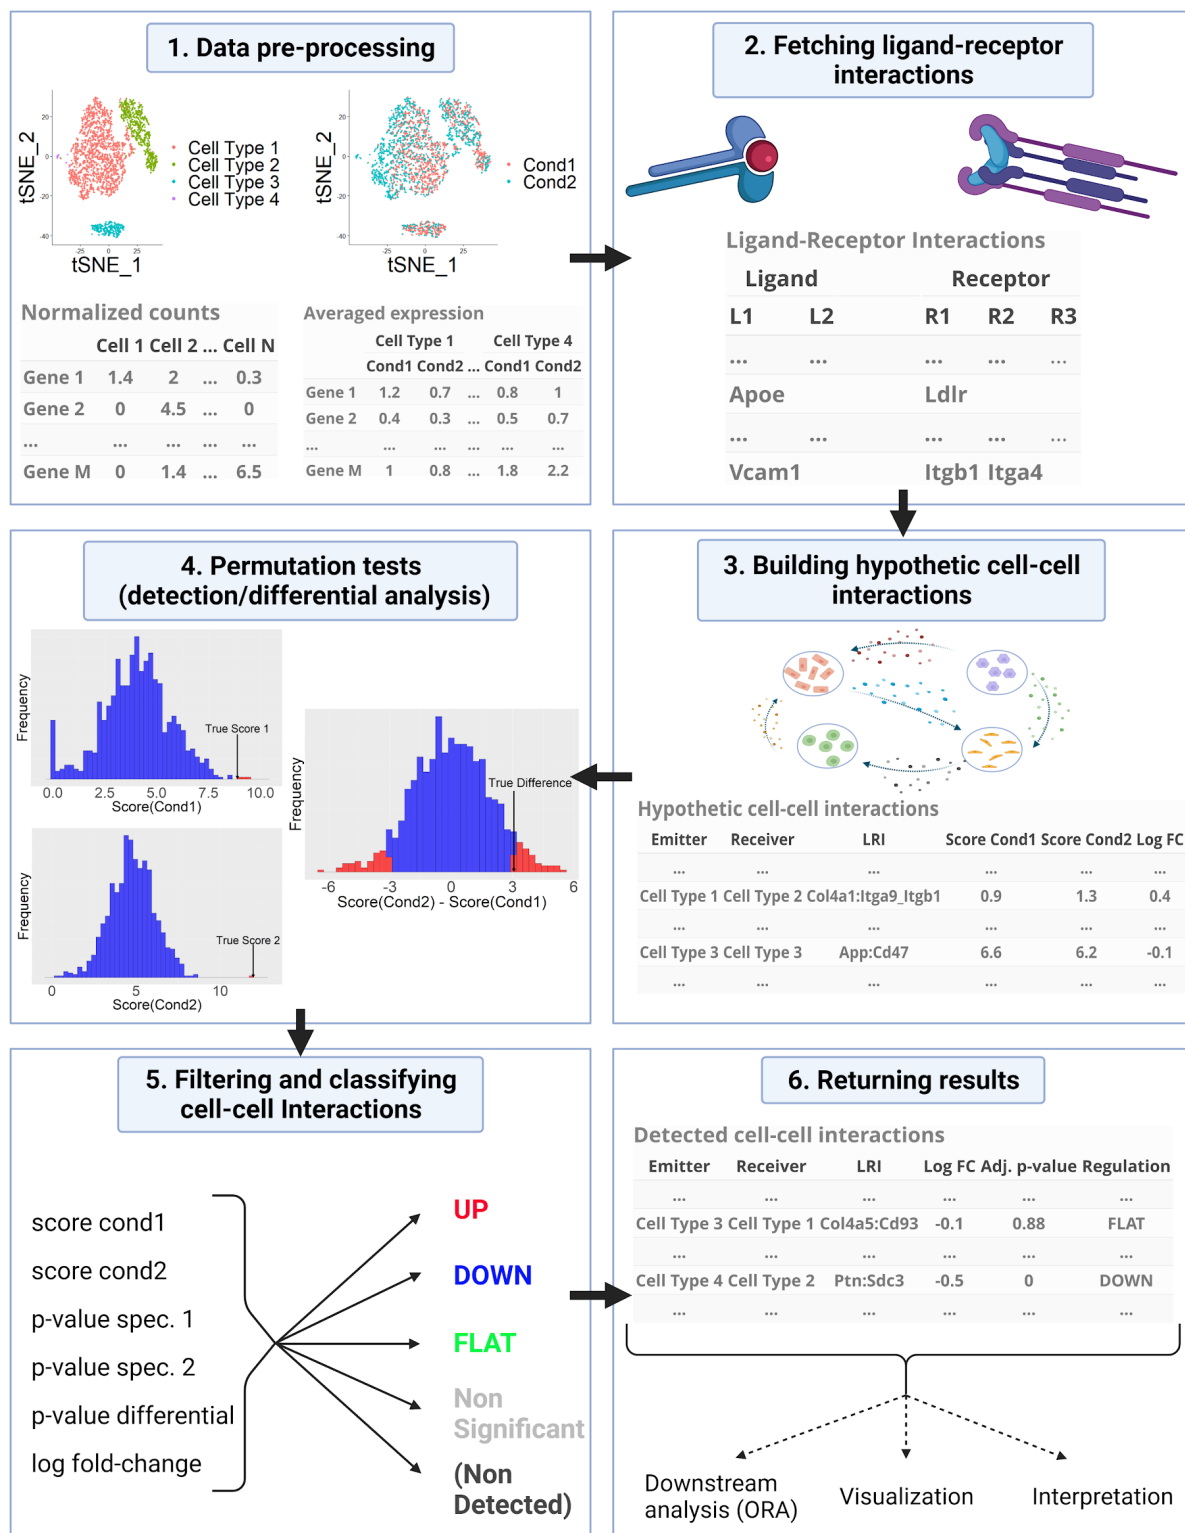 1. Data pre-processing
tSNE_2
20
0
-20
-40
-25
0
25
tSNE_1
Cell Type 1
Cell Type 2
Cell Type 3
Cell Type 4
tSNE_2
20
0
-20
-40
-25
0
25
tSNE_1
Cond1
Cond2
Normalized counts
Cell 1 Cell 2 ... Cell N
Gene 1 1.4 2 ... 0.3
Gene 2 0 4.5 ... 0
... ... ... ... ...
Gene M 0 1.4 ... 6.5
Averaged expression
Cell Type 1 Cell Type 4
Cond1 Cond2 ... Cond1 Cond2
Gene 1 1.2 0.7 ... 0.8 1
Gene 2 0.4 0.3 ... 0.5 0.7
... ... ... ... ... ...
Gene M 1 0.8 ... 1.8 2.2
2. Fetching ligand-receptor
interactions
Ligand-Receptor Interactions
Ligand Receptor
L1 L2 R1 R2 R3
... ... ... ... ...
Apoe Ldlr
... ... ... ... ...
Vcam1 Itgb1 Itga4
3. Building hypothetic cell-cell
interactions
Hypothetic cell-cell interactions
Emitter Receiver LRI Score Cond1 Score Cond2 Log FC
... ... ... ... ... ...
Cell Type 1 Cell Type 2 Col4a1:Itga9_Itgb1 0.9 1.3 0.4
... ... ... ... ... ...
Cell Type 3 Cell Type 3 App:Cd47 6.6 6.2 -0.1
... ... ... ... ... ...
4. Permutation tests
(detection/differential analysis)
Frequency
True Score 1
0.0 2.5 5.0 7.5 10.0
Score(Cond1)
Frequency
True Score 2
0 5 10
Score(Cond2)
Frequency
True Difference
-6 -3 0 3 6
Score(Cond2) - Score(Cond1)
5. Filtering and classifying
cell-cell Interactions
score cond1
score cond2
p-value spec. 1
p-value spec. 2
p-value differential
log fold-change
UP
DOWN
FLAT
Non
Significant
(Non
Detected)
6. Returning results
Detected cell-cell interactions
Emitter Receiver LRI Log FC Adj. p-value Regulation
... ... ... ... ... ...
Cell Type 3 Cell Type 1 Col4a5:Cd93 -0.1 0.88 FLAT
... ... ... ... ... ...
Cell Type 4 Cell Type 2 Ptn:Sdc3 -0.5 0 DOWN
... ... ... ... ... ...
Downstream
analysis (ORA)
Visualization
Interpretation